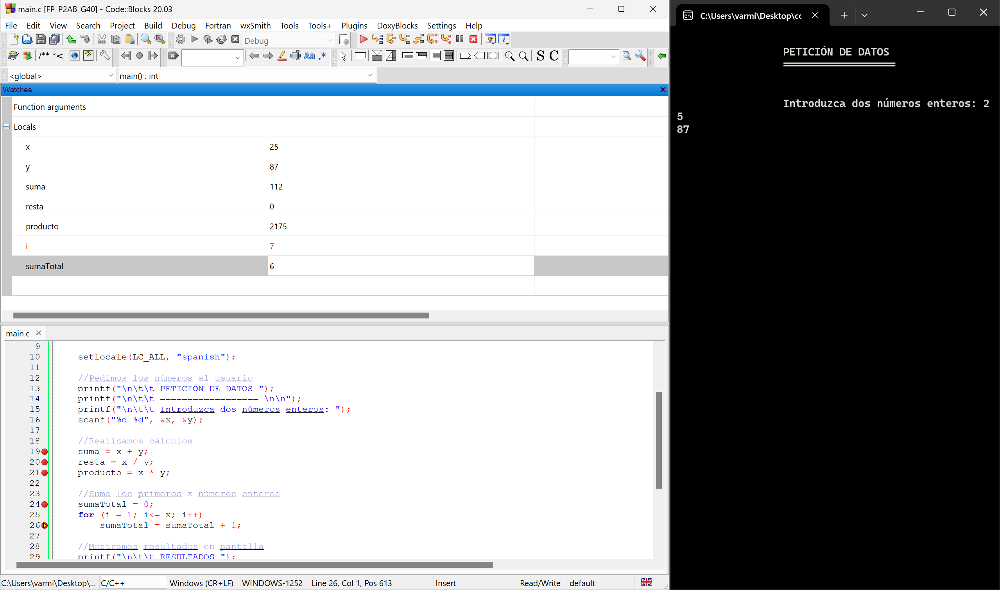 main.c [FP_P2AB_G40] - Code::Blocks 20.03
File Edit View Search Project Build Debug Fortran wxSmith Tools Tools+ Plugins DoxyBlocks Settings Help
Debug
/** *<
Aa .* S C
<global> main() : int
Watches
Function arguments
Locals
x 25
y 87
suma 112
resta 0
producto 2175
i 7
sumaTotal 6
main.c
9
10 setlocale(LC_ALL, "spanish");
11
12 //Pedimos los números al usuario
13 printf("\n\t\t PETICIÓN DE DATOS ");
14 printf("\n\t\t ================== \n\n");
15 printf("\n\t\t Introduzca dos números enteros: ");
16 scanf("%d %d", &x, &y);
17
18 //Realizamos cálculos
19 suma = x + y;
20 resta = x / y;
21 producto = x * y;
22
23 //Suma los primeros x números enteros
24 sumaTotal = 0;
25 for (i = 1; i<= x; i++)
26 sumaTotal = sumaTotal + 1;
27
28 //Mostramos resultados en pantalla
29 printf("\n\t\t RESULTADOS ");
C:\Users\varmi\Desktop\... C/C++ Windows (CR+LF) WINDOWS-1252 Line 26, Col 1, Pos 613 Insert Read/Write default
C:\Users\varmi\Desktop\cc
PETICIÓN DE DATOS
==================
Introduzca dos números enteros: 2
5
87